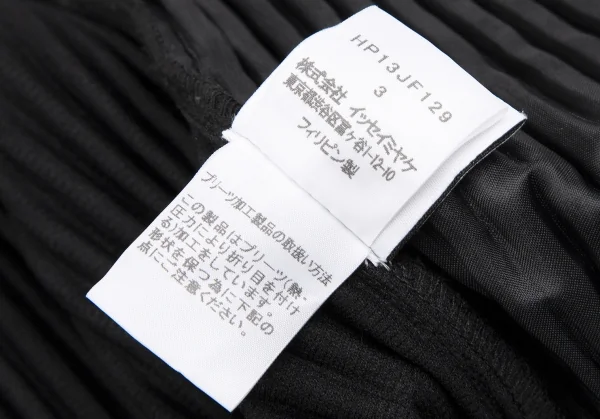 HP13JF129
3
株式会社 イッセイミヤケ
東京都渋谷区富ヶ谷1-12-10
フィリピン製
プリーツ加工製品の取扱い方法
この製品はプリーツ(熱・
圧力により折り目を付け
る)加工をしています。
形状を保つ為に下記の
点にご注意ください。